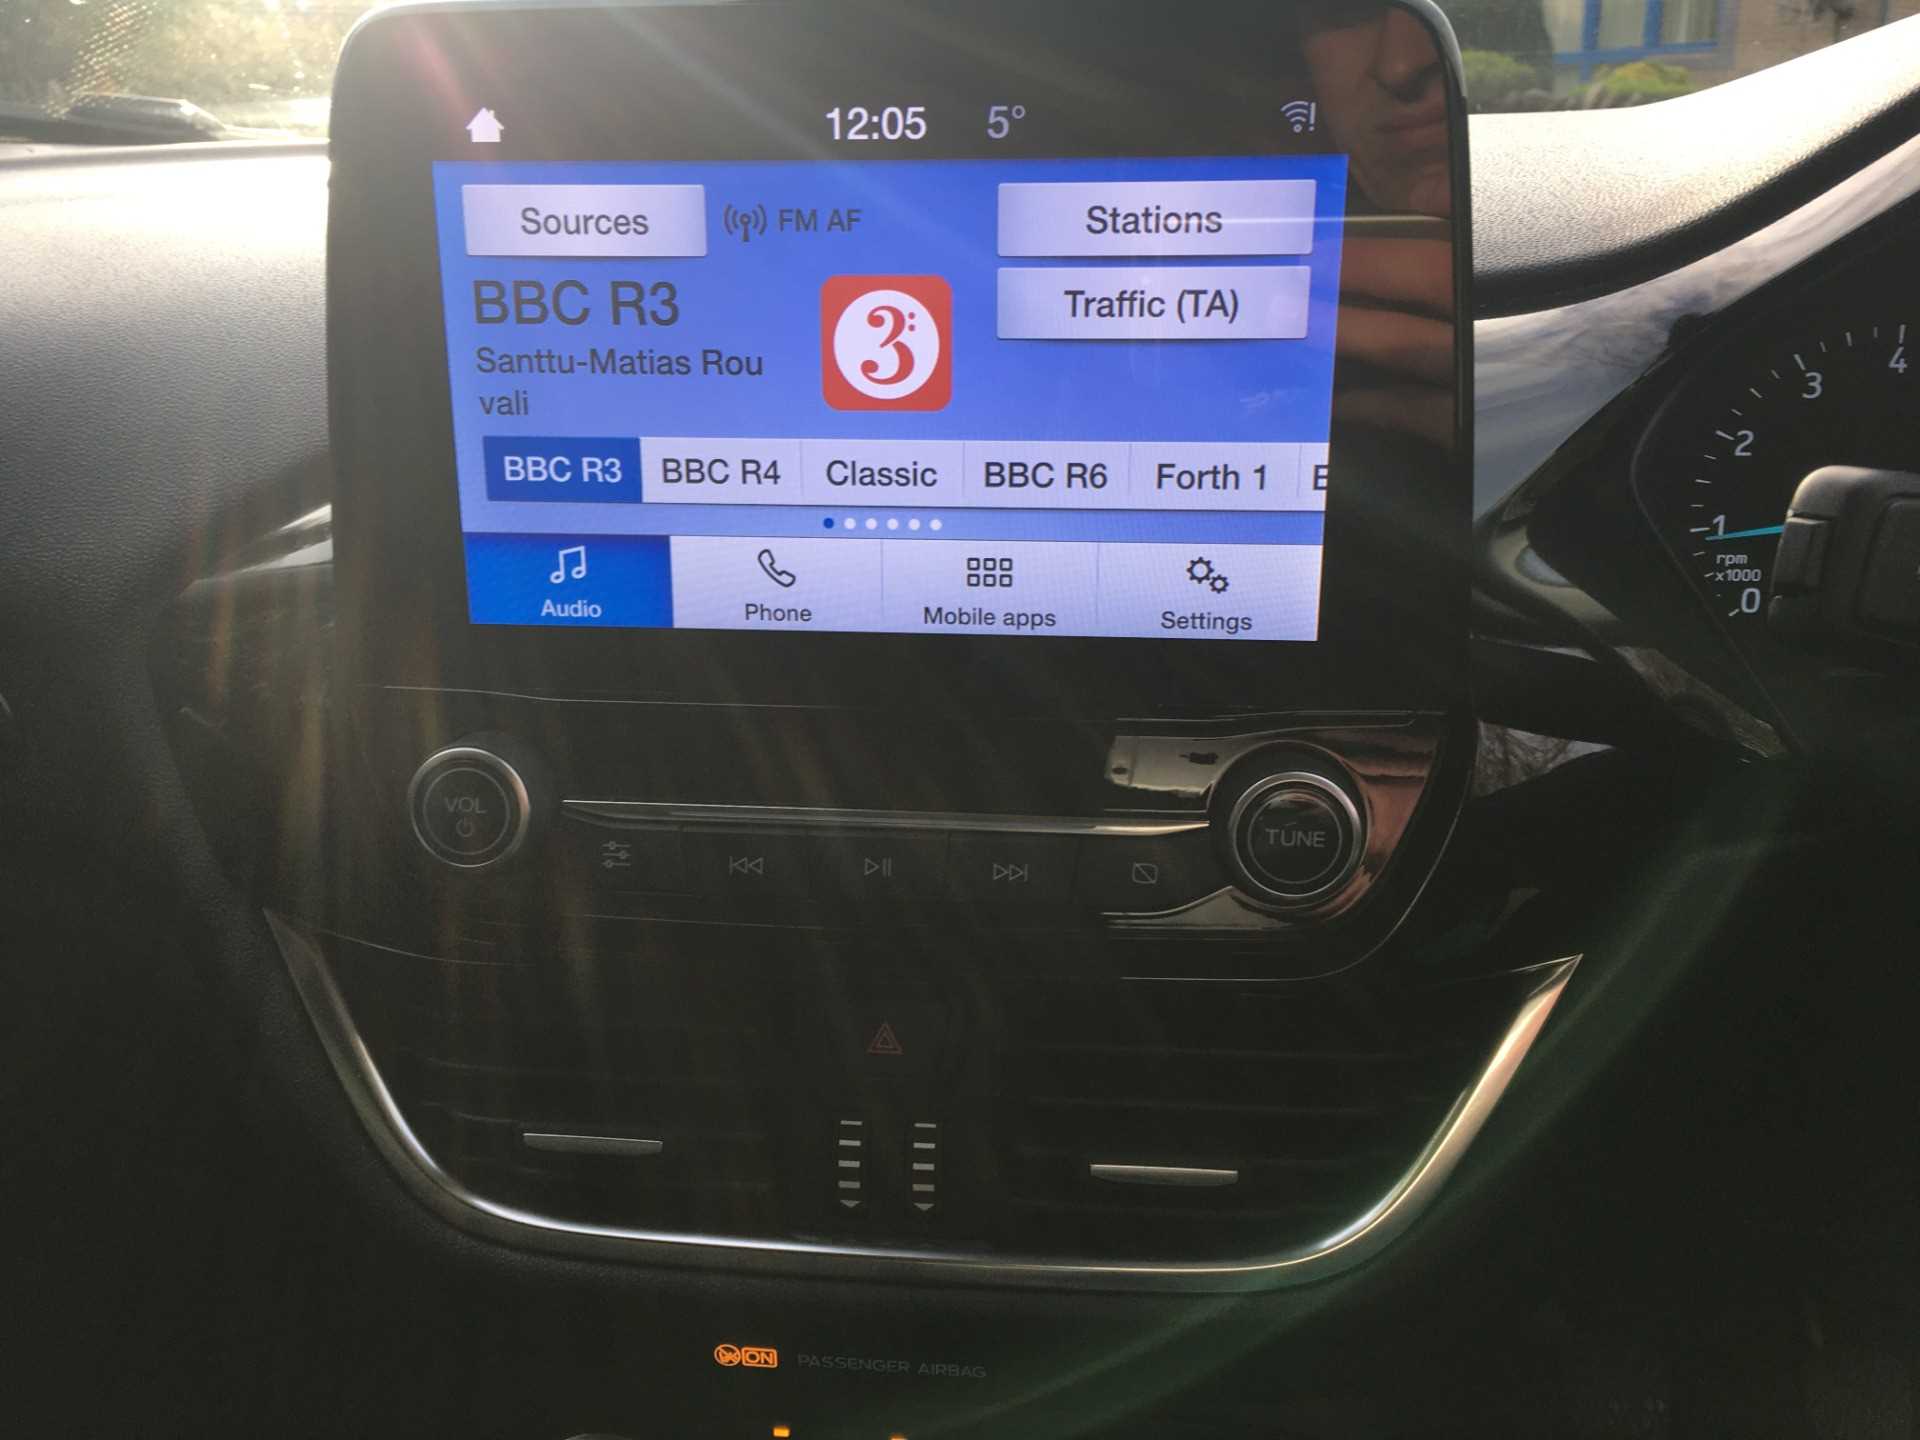 12:05 5°
Sources FM AF Stations
BBC R3 3: Traffic (TA)
Santtu-Matias Rou
vali
BBC R3 BBC R4 Classic BBC R6 Forth 1
Audio Phone Mobile apps Settings
4
3
2
1
rpm
x1000
0
VOL
TUNE
ON PASSENGER AIRBAG